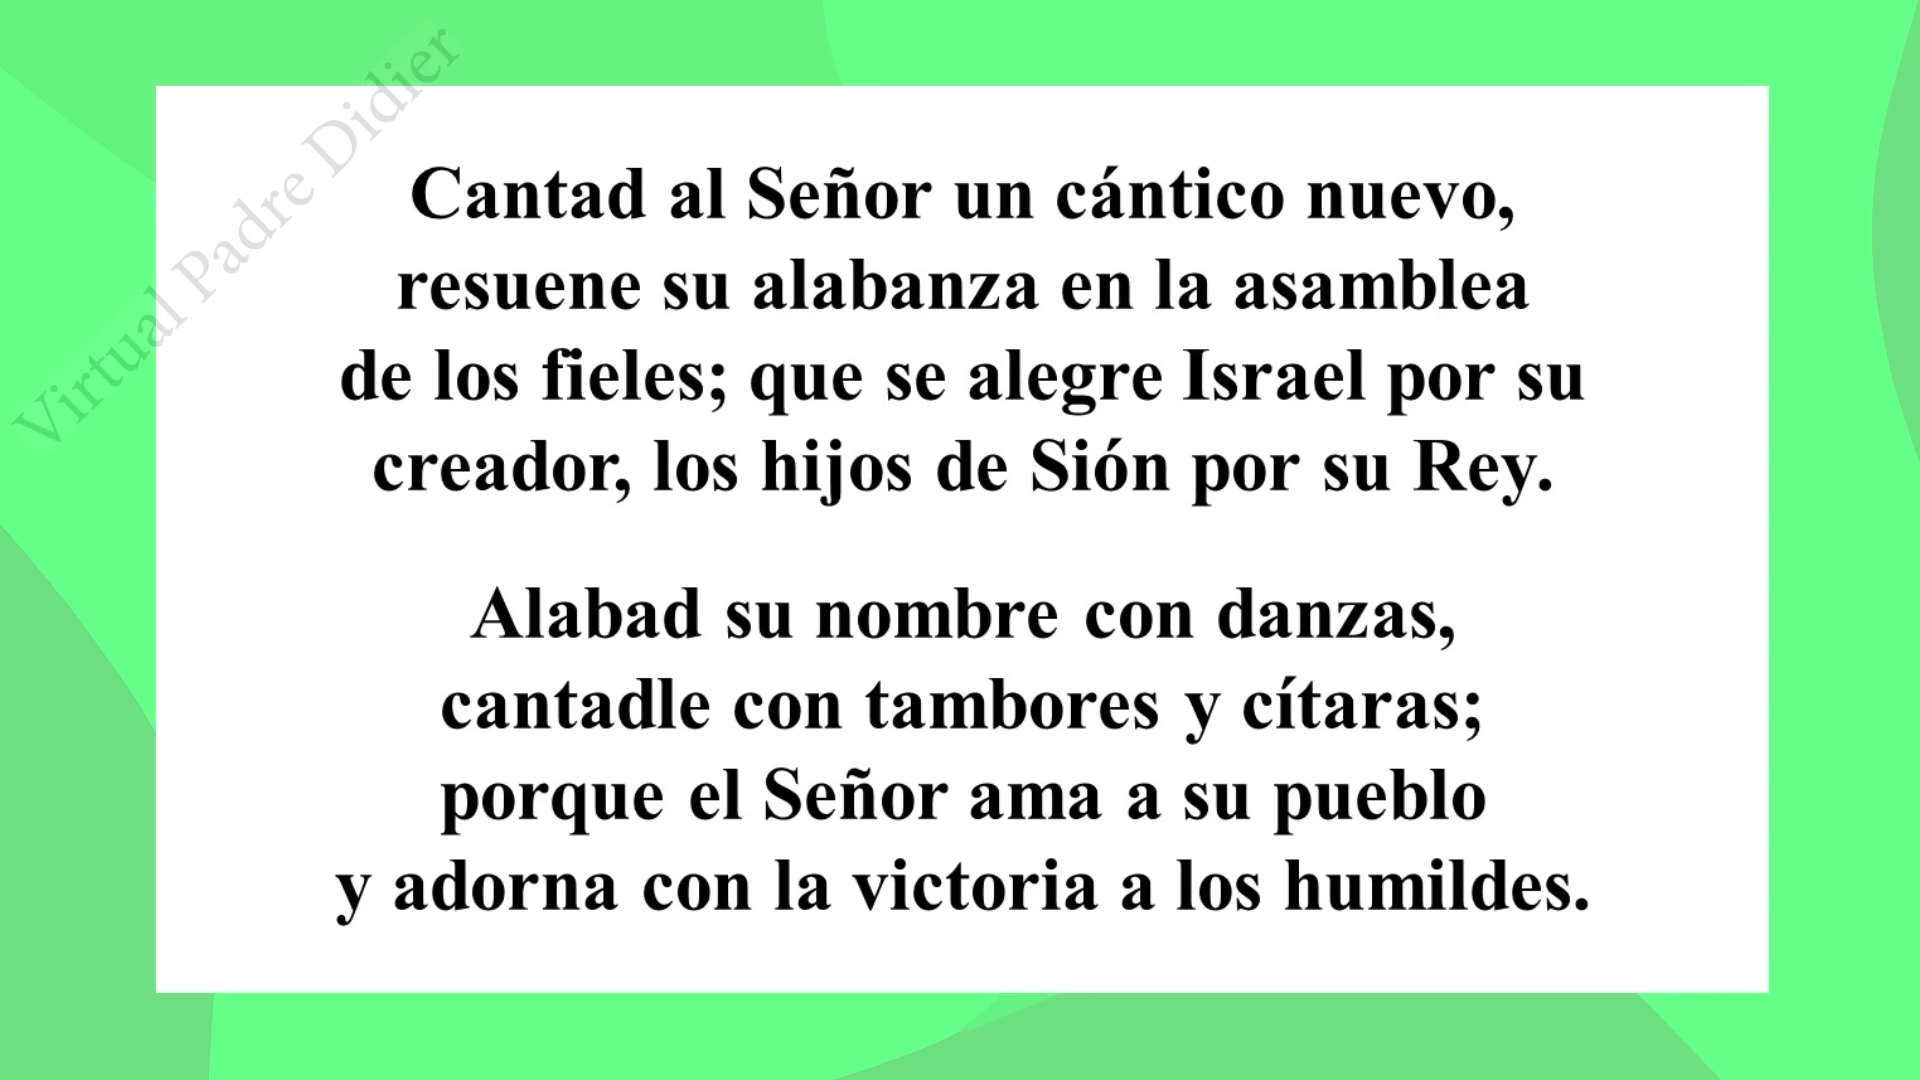 Virtual Padre Didier
Cantad al Señor un cántico nuevo,
resuene su alabanza en la asamblea
de los fieles; que se alegre Israel por su
creador, los hijos de Sión por su Rey.
Alabad su nombre con danzas,
cantadle con tambores y cítaras;
porque el Señor ama a su pueblo
y adorna con la victoria a los humildes.